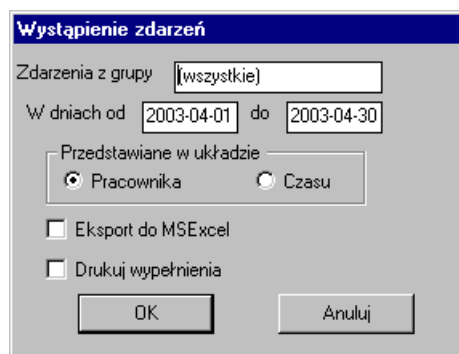 Wystąpienie zdarzeń
Zdarzenia z grupy (wszystkie)
W dniach od 2003-04-01 do 2003-04-30
Przedstawiane w układzie
Pracownika Czasu
Eksport do MSExcel
Drukuj wypełnienia
OK Anuluj